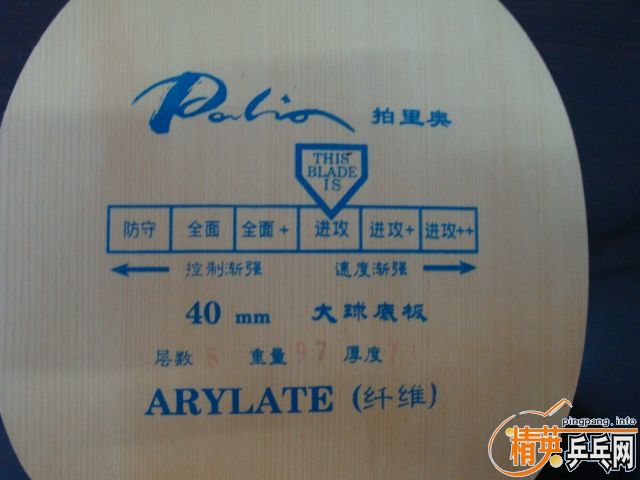 Palio 拍里奥
THIS
BLADE
IS
防守 全面 全面+ 进攻 进攻+ 进攻++
控制渐强 速度渐强
40 mm 大球底板
层数 重量 97 厚度
ARYLATE (纤维)
pingpang.info
精英乒乓网